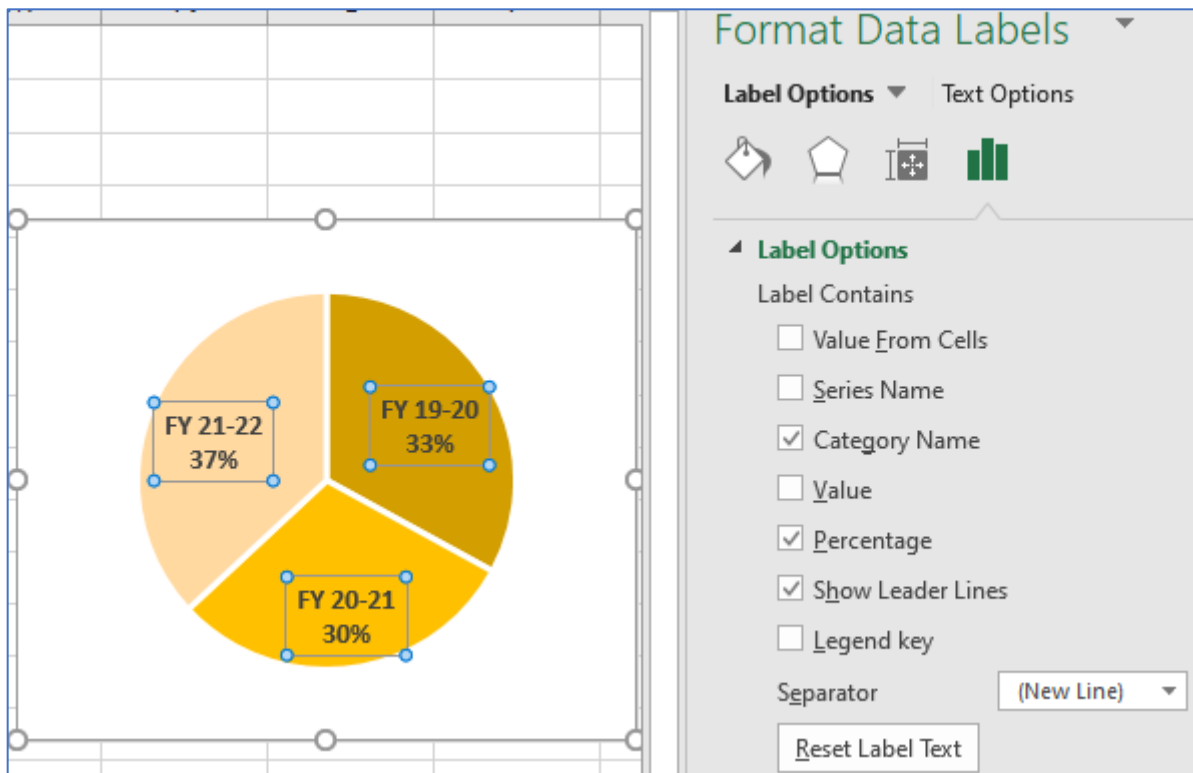 Format Data Labels
Label Options
Text Options
Label Options
Label Contains
Value From Cells
Series Name
Category Name
Value
Percentage
Show Leader Lines
Legend key
Separator (New Line)
Reset Label Text
FY 21-22
37%
FY 19-20
33%
FY 20-21
30%